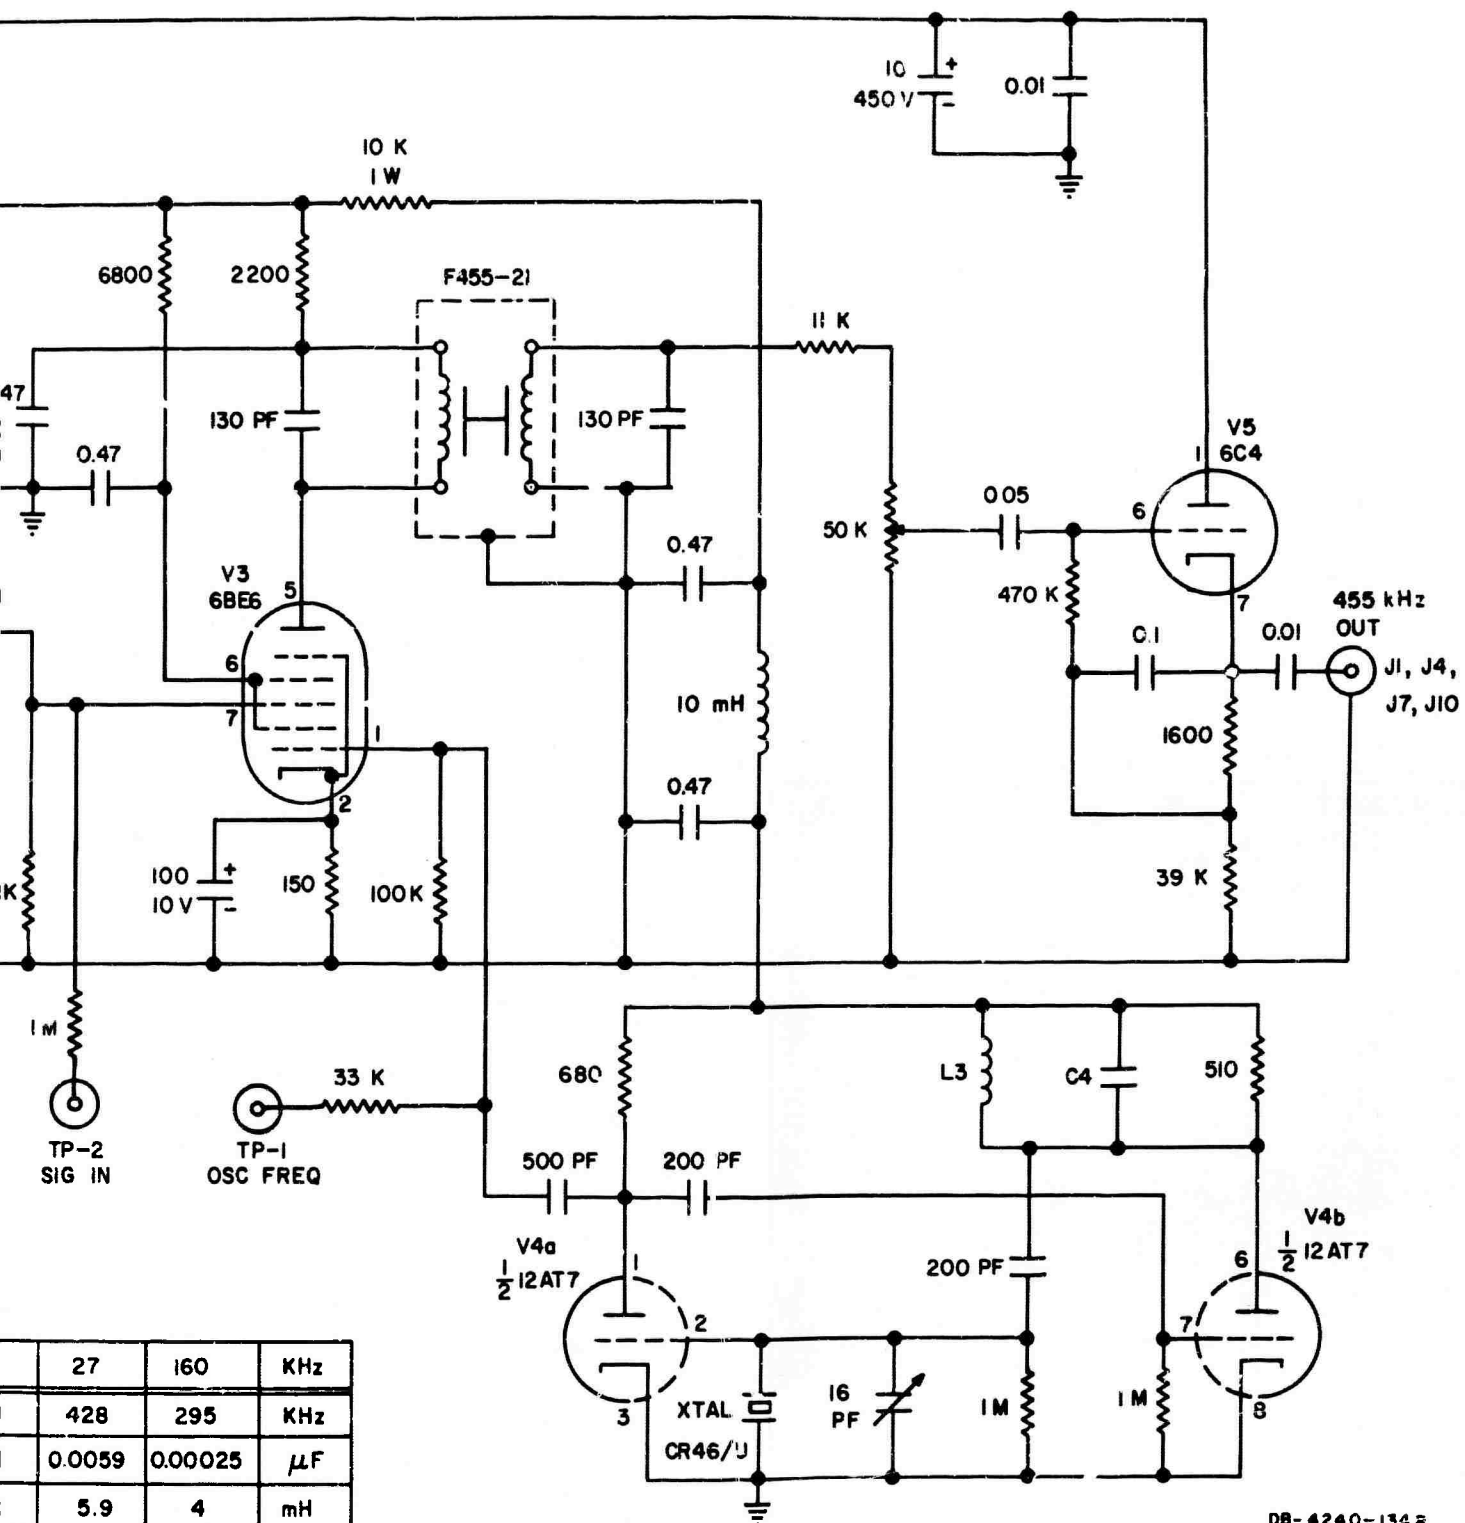 10 +
450 V -
0.01
10 K
1 W
6800
2200
F455-21
11 K
47
130 PF
130 PF
0.47
V5
1 6C4
6
7
005
50 K
470 K
0.47
V3
6BE6
5
455 kHz
OUT
0.1
0.01
J1, J4,
J7, J10
6
7
1
2
10 mH
1600
0.47
100 +
10 V -
150
100 K
39 K
K
1 M
33 K
TP-2
SIG IN
TP-1
OSC FREQ
680
L3
C4
510
500 PF
200 PF
V4a
1/2 12AT7
1
2
3
200 PF
V4b
1/2 12AT7
6
7
8
XTAL
CR46/U
16
PF
1 M
1 M
27 160 KHz
428 295 KHz
0.0059 0.00025 μF
5.9 4 mH